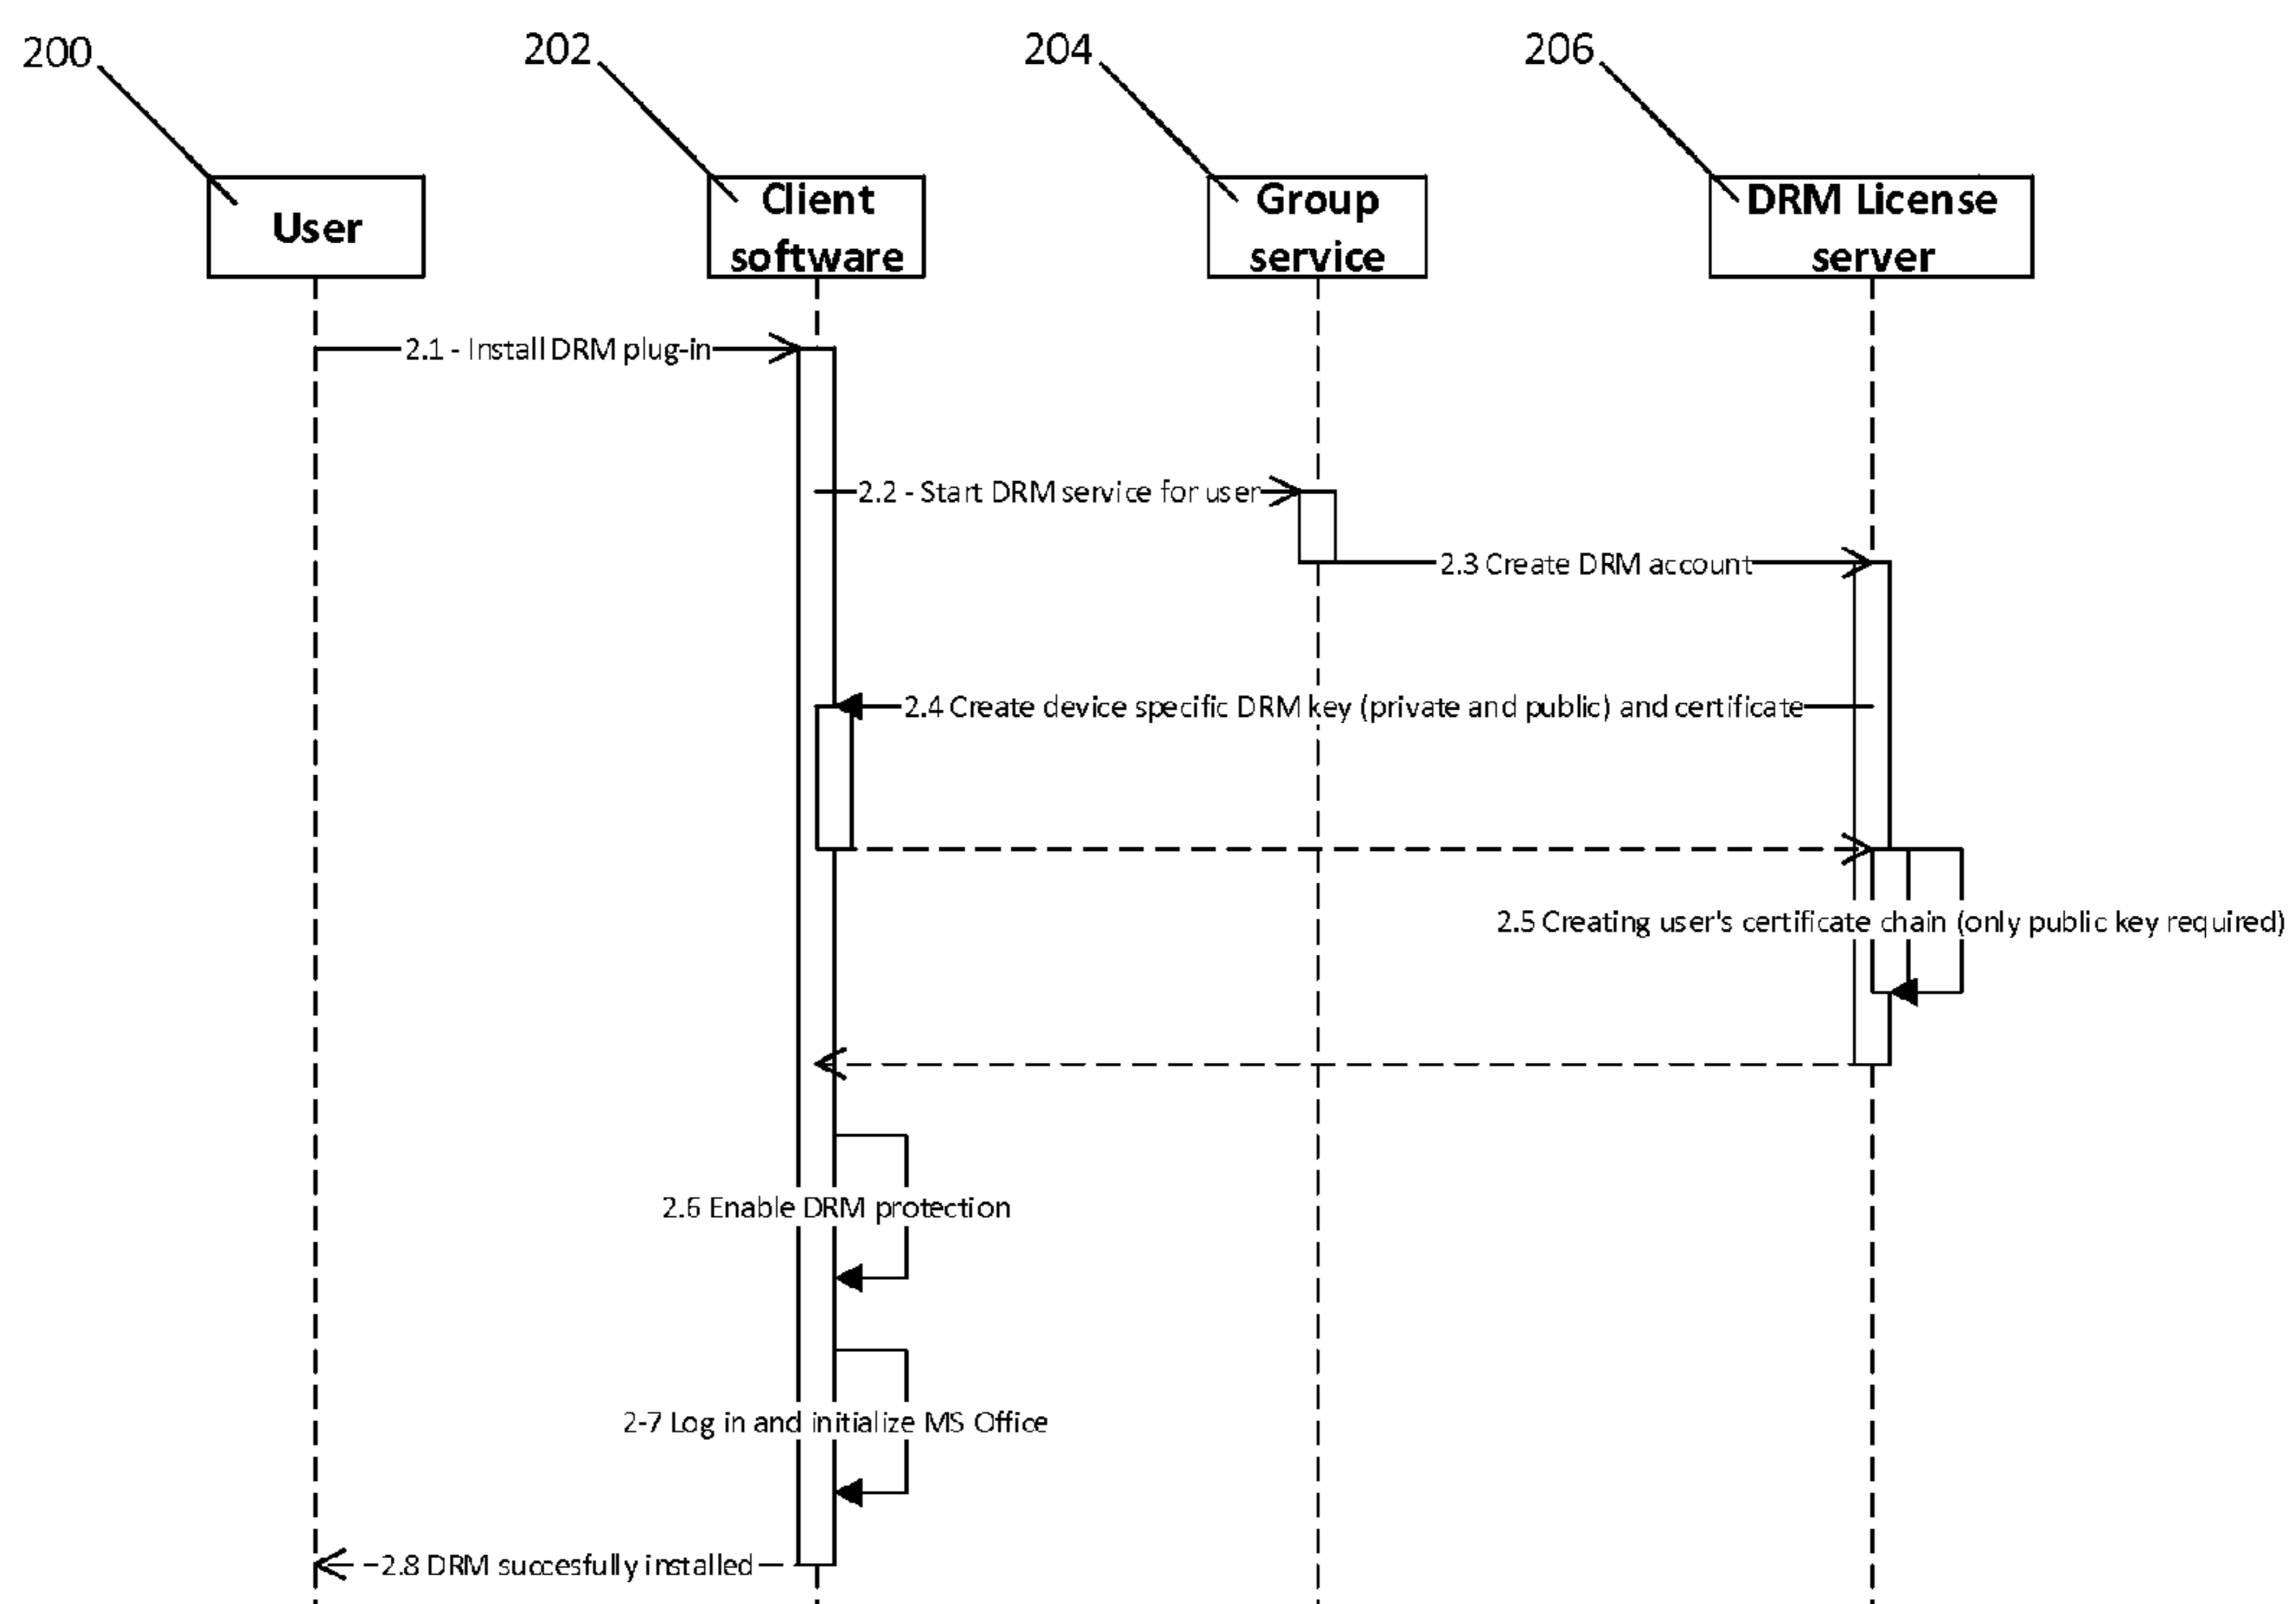 200
202
204
206
User
Client
software
Group
service
DRM License
server
2.1 - Install DRM plug-in
2.2 - Start DRM service for user
2.3 Create DRM account
2.4 Create device specific DRM key (private and public) and certificate
2.5 Creating user's certificate chain (only public key required)
2.6 Enable DRM protection
2-7 Log in and initialize MS Office
2.8 DRM succesfully installed